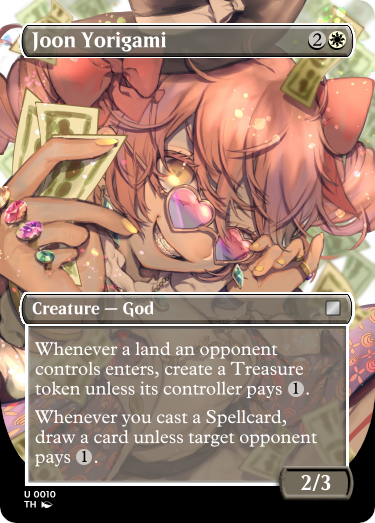 Joon Yorigami 2
Creature — God
Whenever a land an opponent
controls enters, create a Treasure
token unless its controller pays 1.
Whenever you cast a Spellcard,
draw a card unless target opponent
pays 1.
2/3
U 0010
TH